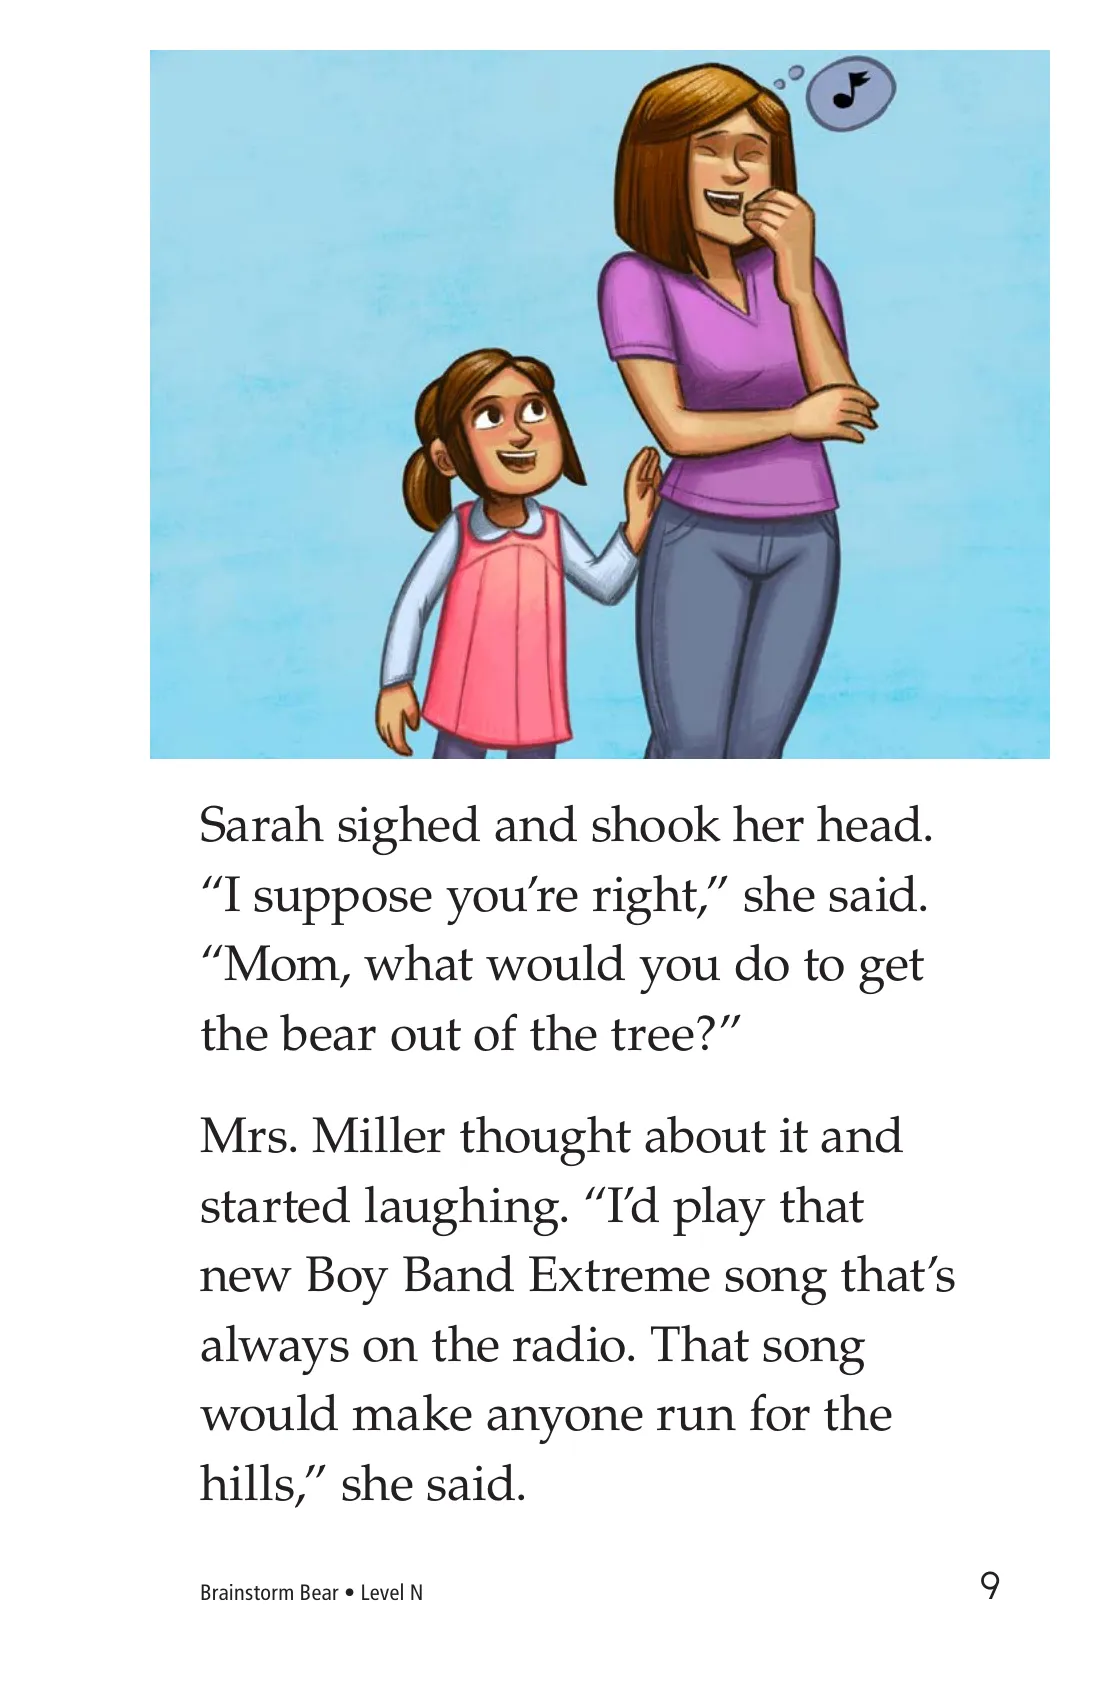 Sarah sighed and shook her head.
“I suppose you’re right,” she said.
“Mom, what would you do to get
the bear out of the tree?”
Mrs. Miller thought about it and
started laughing. “I’d play that
new Boy Band Extreme song that’s
always on the radio. That song
would make anyone run for the
hills,” she said.
Brainstorm Bear • Level N
9